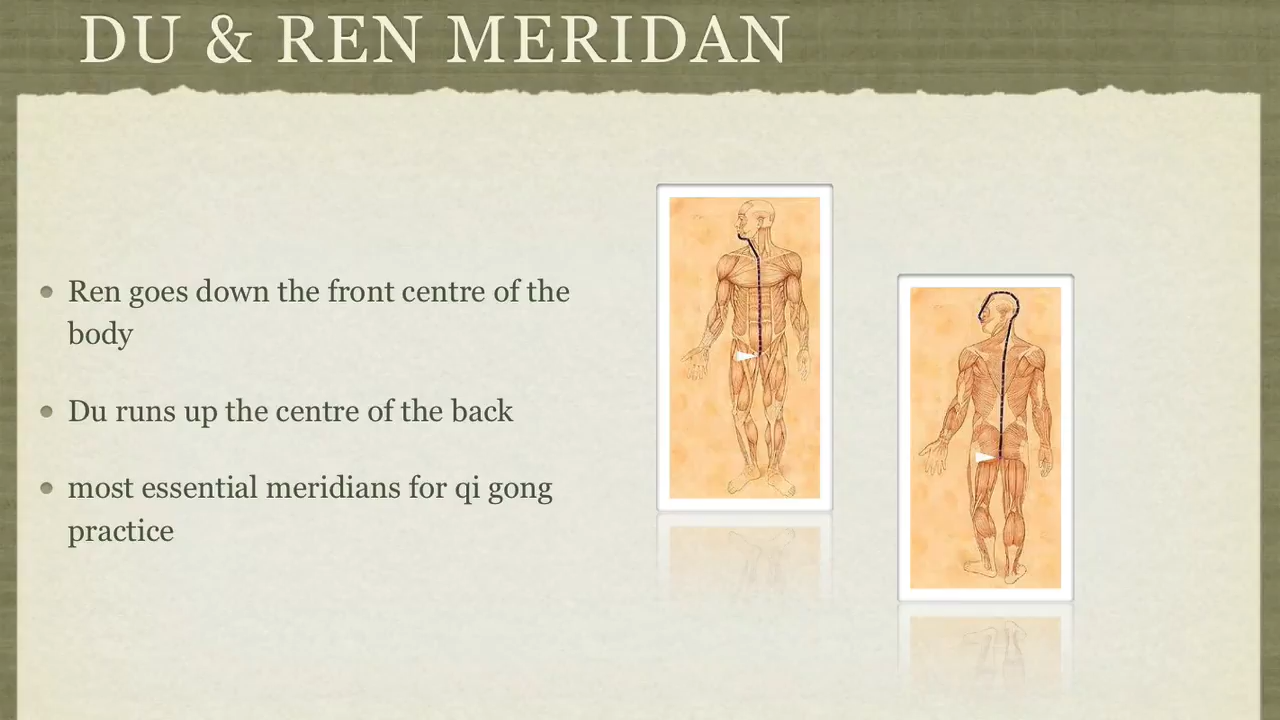 DU & REN MERIDAN
Ren goes down the front centre of the
body
Du runs up the centre of the back
most essential meridians for qi gong
practice